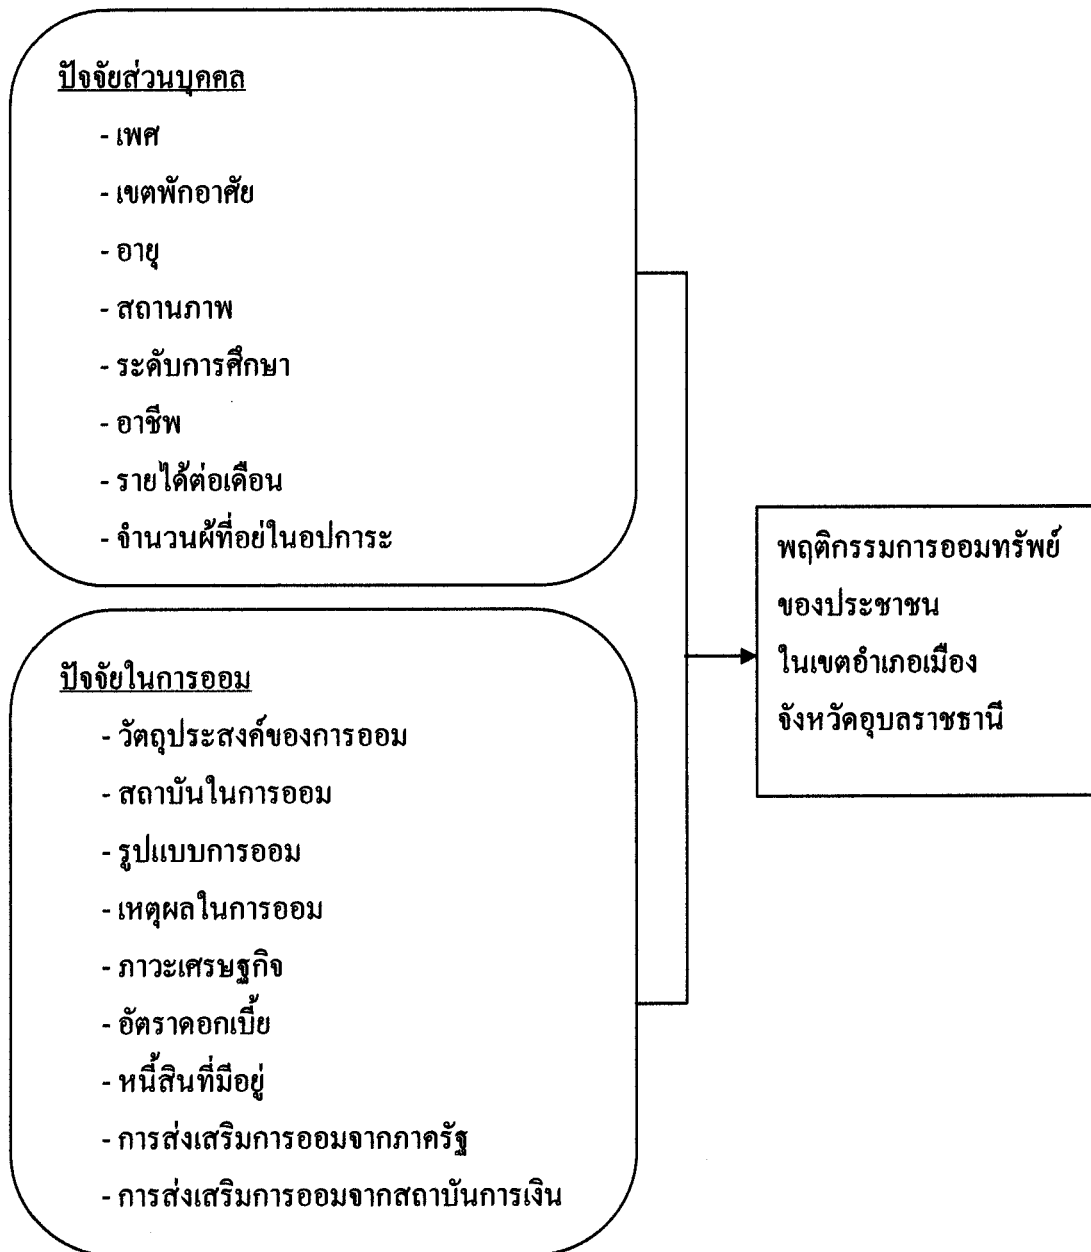 ปัจจัยส่วนบุคคล
- เพศ
- เขตพักอาศัย
- อายุ
- สถานภาพ
- ระดับการศึกษา
- อาชีพ
- รายได้ต่อเดือน
- จำนวนผู้ที่อยู่ในอุปการะ
ปัจจัยในการออม
- วัตถุประสงค์ของการออม
- สถาบันในการออม
- รูปแบบการออม
- เหตุผลในการออม
- ภาวะเศรษฐกิจ
- อัตราดอกเบี้ย
- หนี้สินที่มีอยู่
- การส่งเสริมการออมจากภาครัฐ
- การส่งเสริมการออมจากสถาบันการเงิน
พฤติกรรมการออมทรัพย์
ของประชาชน
ในเขตอำเภอเมือง
จังหวัดอุบลราชธานี